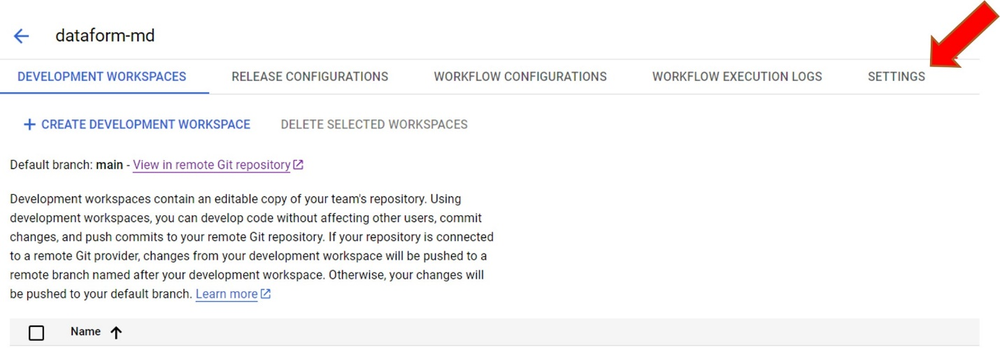 dataform-md
DEVELOPMENT WORKSPACES RELEASE CONFIGURATIONS WORKFLOW CONFIGURATIONS WORKFLOW EXECUTION LOGS SETTINGS
+ CREATE DEVELOPMENT WORKSPACE DELETE SELECTED WORKSPACES
Default branch: main - View in remote Git repository
Development workspaces contain an editable copy of your team's repository. Using
development workspaces, you can develop code without affecting other users, commit
changes, and push commits to your remote Git repository. If your repository is connected
to a remote Git provider, changes from your development workspace will be pushed to a
remote branch named after your development workspace. Otherwise, your changes will
be pushed to your default branch. Learn more
Name